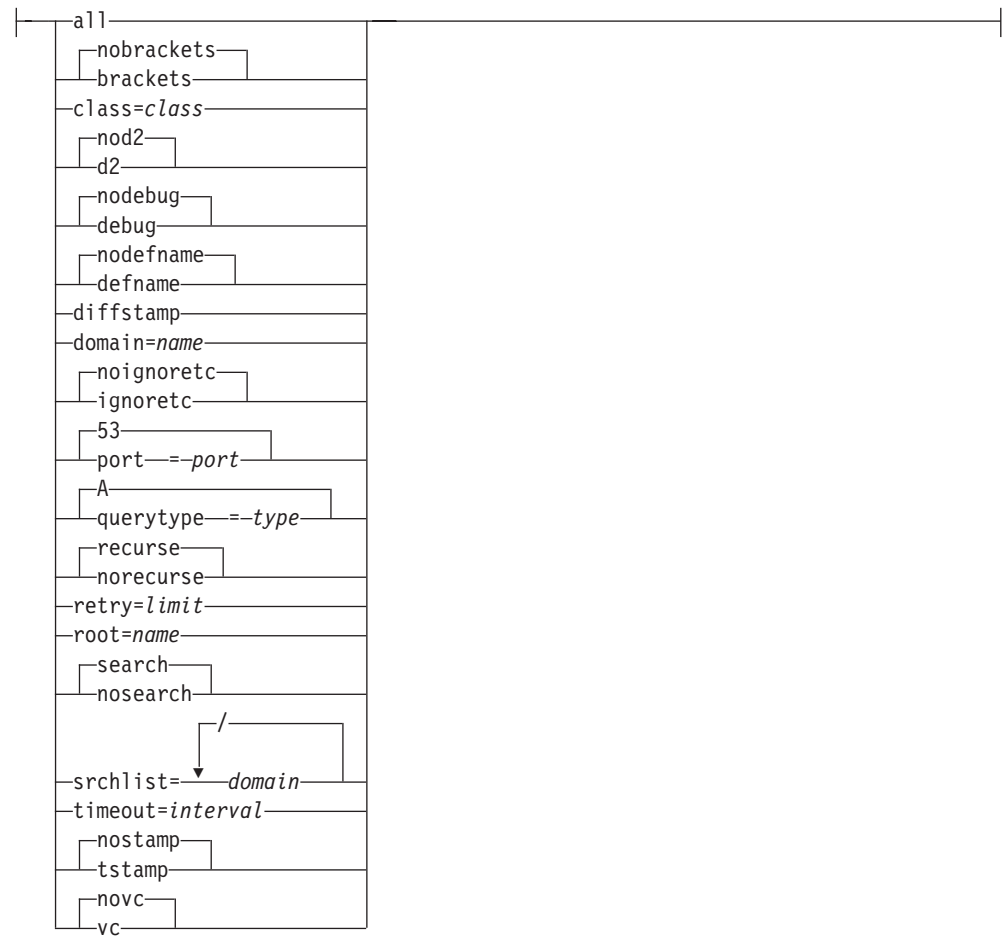 all
nobrackets
brackets
class=class
nod2
d2
nodebug
debug
nodefname
defname
diffstamp
domain=name
noignoretc
ignoretc
53
port = port
A
querytype = type
recurse
norecurse
retry=limit
root=name
search
nosearch
/
srchlist= domain
timeout=interval
nostamp
tstamp
novc
vc